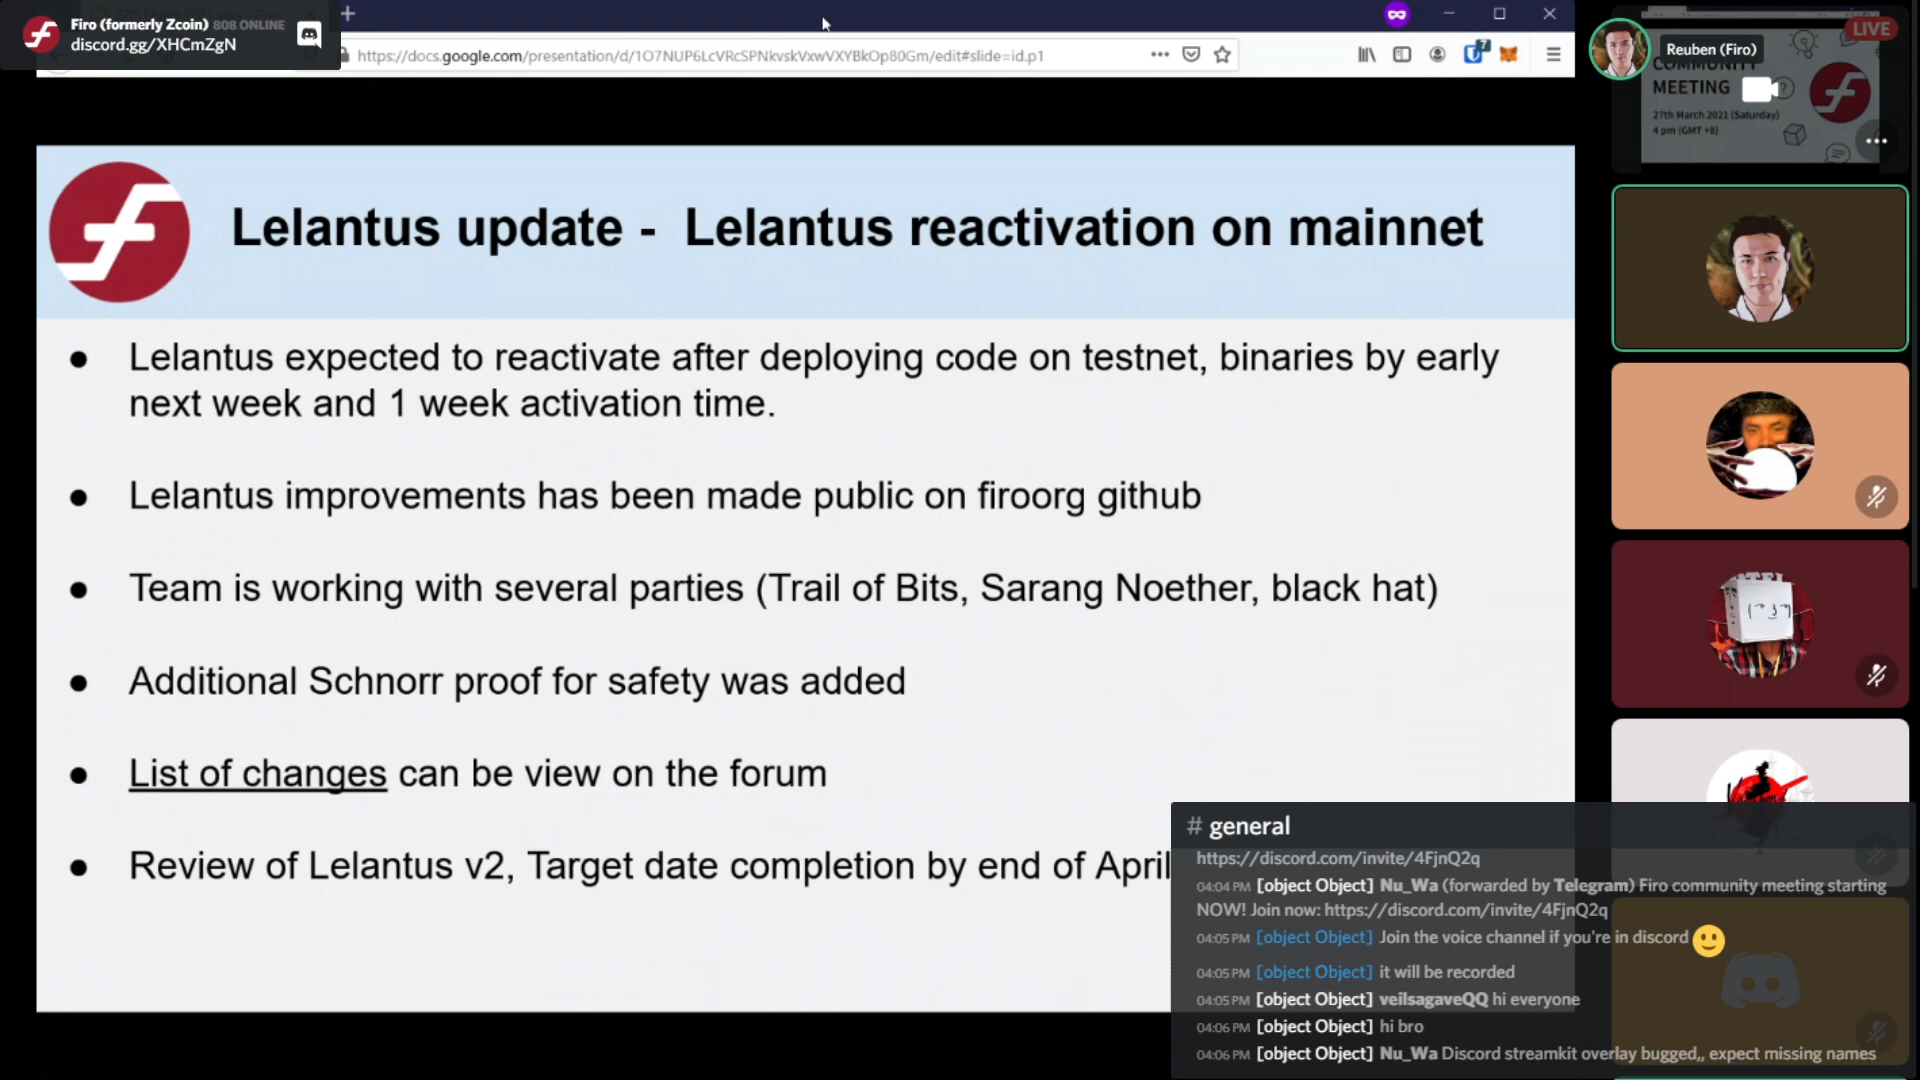 Firo (formerly Zcoin) 808 ONLINE
discord.gg/XHCmZgN
https://docs.google.com/presentation/d/1O7NUP6LcVRcSPNkvskVxwVXYBkOp80Gm/edit#slide=id.p1
7
Reuben (Firo)
LIVE
COMMUNITY
MEETING
27th March 2021 (Saturday)
4 pm (GMT +8)
Lelantus update - Lelantus reactivation on mainnet
● Lelantus expected to reactivate after deploying code on testnet, binaries by early
next week and 1 week activation time.
● Lelantus improvements has been made public on firoorg github
● Team is working with several parties (Trail of Bits, Sarang Noether, black hat)
● Additional Schnorr proof for safety was added
● List of changes can be view on the forum
● Review of Lelantus v2, Target date completion by end of April
# general
https://discord.com/invite/4FjnQ2q
04:04 PM [object Object] Nu_Wa (forwarded by Telegram) Firo community meeting starting
NOW! Join now: https://discord.com/invite/4FjnQ2q
04:05 PM [object Object] Join the voice channel if you're in discord 🙂
04:05 PM [object Object] it will be recorded
04:05 PM [object Object] veilsagaveQQ hi everyone
04:06 PM [object Object] hi bro
04:06 PM [object Object] Nu_Wa Discord streamkit overlay bugged,, expect missing names